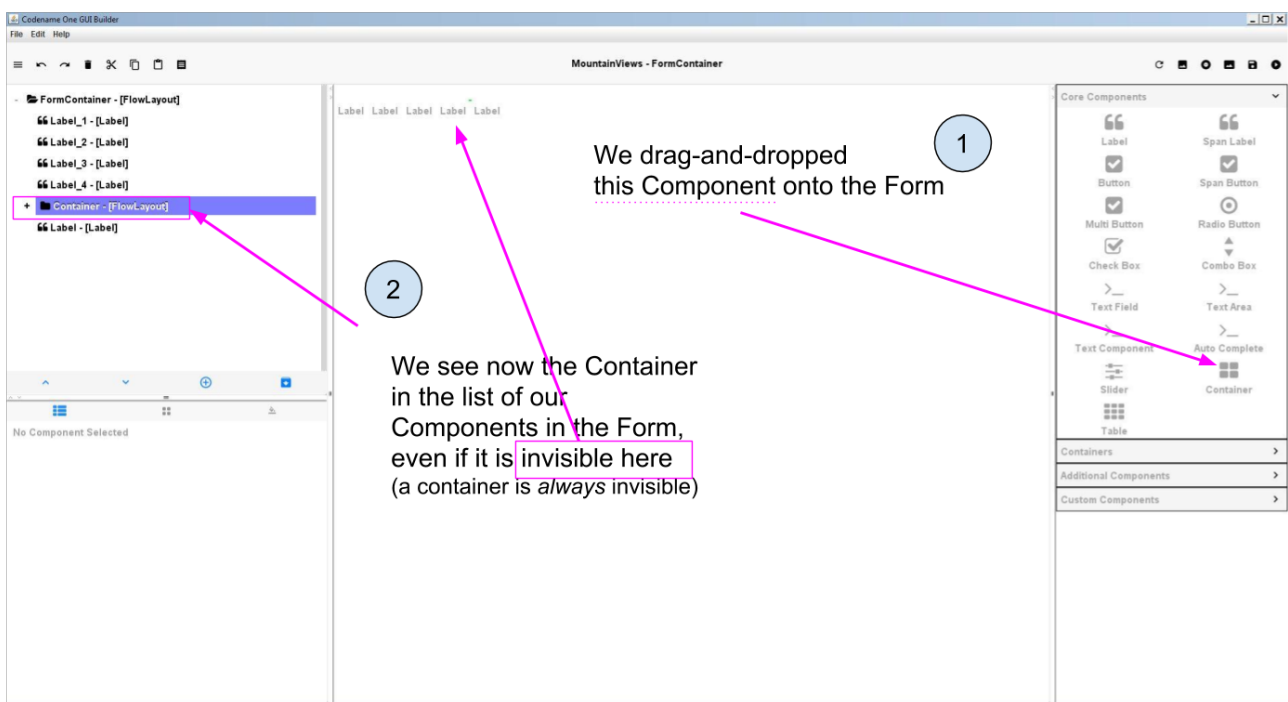 Codename One GUI Builder
File Edit Help
MountainViews - FormContainer
- FormContainer - [FlowLayout]
Label_1 - [Label]
Label_2 - [Label]
Label_3 - [Label]
Label_4 - [Label]
+ Container - [FlowLayout]
Label - [Label]
No Component Selected
Label Label Label Label Label
1
We drag-and-dropped
this Component onto the Form
2
We see now the Container
in the list of our
Components in the Form,
even if it is invisible here
(a container is always invisible)
Core Components
Label Span Label
Button Span Button
Multi Button Radio Button
Check Box Combo Box
Text Field Text Area
Text Component Auto Complete
Slider Container
Table
Containers
Additional Components
Custom Components